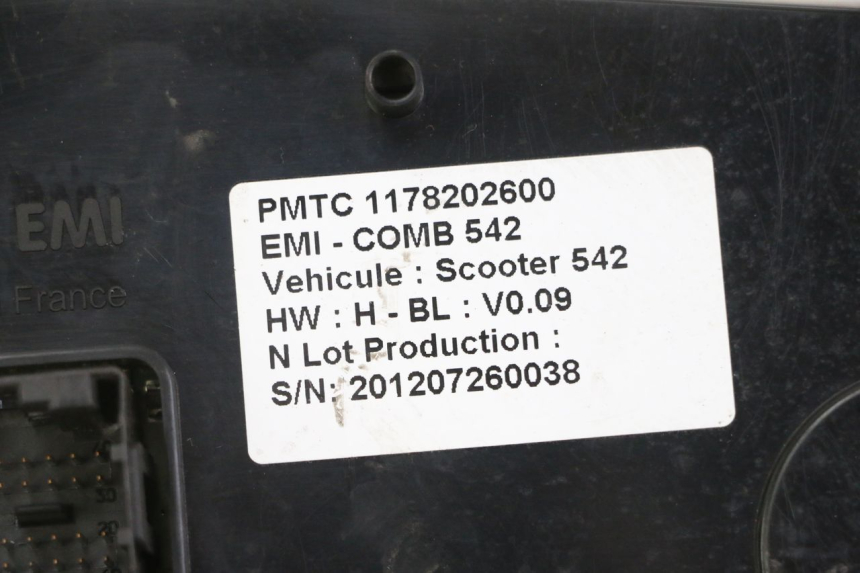 EMI
France
PMTC 1178202600
EMI - COMB 542
Vehicule : Scooter 542
HW : H - BL : V0.09
N Lot Production :
S/N: 201207260038